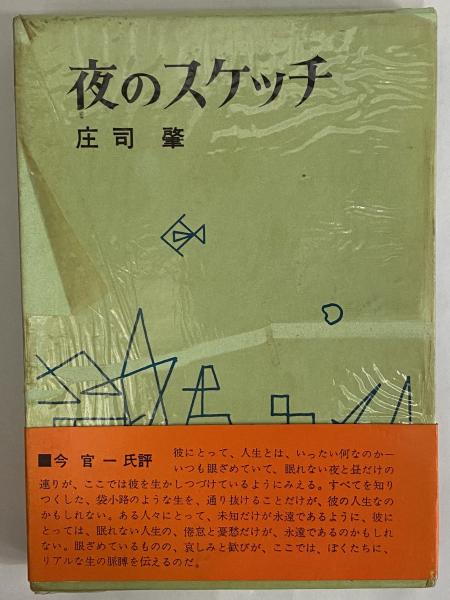 夜のスケッチ
庄司 肇
■今 官 一 氏評
彼にとって、人生とは、いったい何なのか―
いつも眼ざめていて、眠れない夜と昼だけの
連りが、ここでは彼を生かしつづけているようにみえる。すべてを知り
つくした、袋小路のような生を、通り抜けることだけが、彼の人生なの
かもしれない。ある人々にとって、未知だけが永遠であるように、彼に
とっては、眠れない人生の、倦怠と憂愁だけが、永遠であるのかもしれ
ない。眼ざめているものの、哀しみと歓びが、ここでは、ぼくたちに、
リアルな生の脈膊を伝えるのだ。